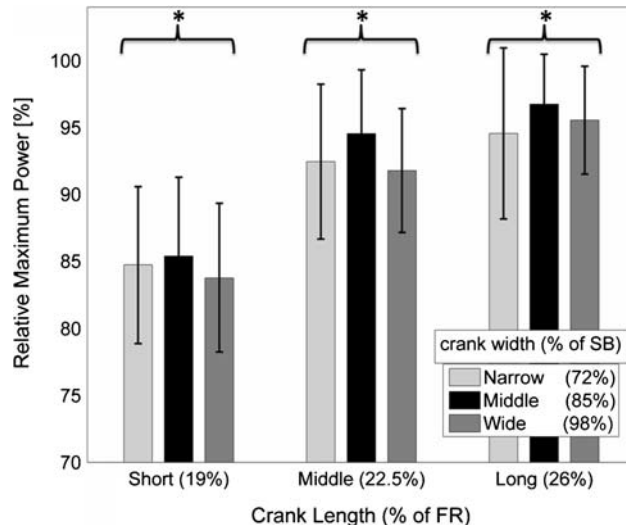 * * *
Relative Maximum Power [%]
100
95
90
85
80
75
70
crank width (% of SB)
Narrow (72%)
Middle (85%)
Wide (98%)
Short (19%) Middle (22.5%) Long (26%)
Crank Length (% of FR)